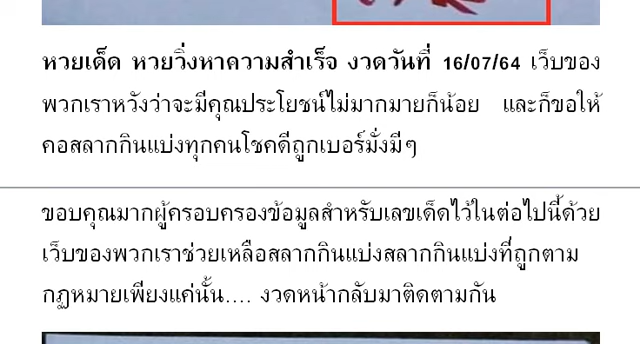 หวยเด็ด หวยวิ่งหาความสำเร็จ งวดวันที่ 16/07/64 เว็บของ
พวกเราหวังว่าจะมีคุณประโยชน์ไม่มากมายก็น้อย และก็ขอให้
คอสลากกินแบ่งทุกคนโชคดีถูกเบอร์มั่งมีๆ
ขอบคุณมากผู้ครอบครองข้อมูลสำหรับเลขเด็ดไว้ในต่อไปนี้ด้วย
เว็บของพวกเราช่วยเหลือสลากกินแบ่งสลากกินแบ่งที่ถูกตาม
กฎหมายเพียงแค่นั้น.... งวดหน้ากลับมาติดตามกัน